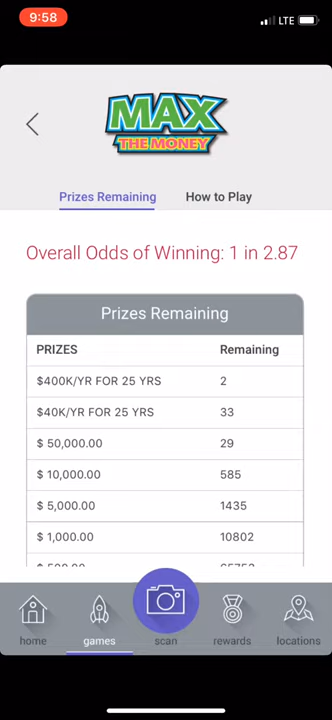 9:58
LTE
MAX
THE MONEY
Prizes Remaining
How to Play
Overall Odds of Winning: 1 in 2.87
Prizes Remaining
PRIZES Remaining
$400K/YR FOR 25 YRS 2
$40K/YR FOR 25 YRS 33
$ 50,000.00 29
$ 10,000.00 585
$ 5,000.00 1435
$ 1,000.00 10802
home games scan rewards locations